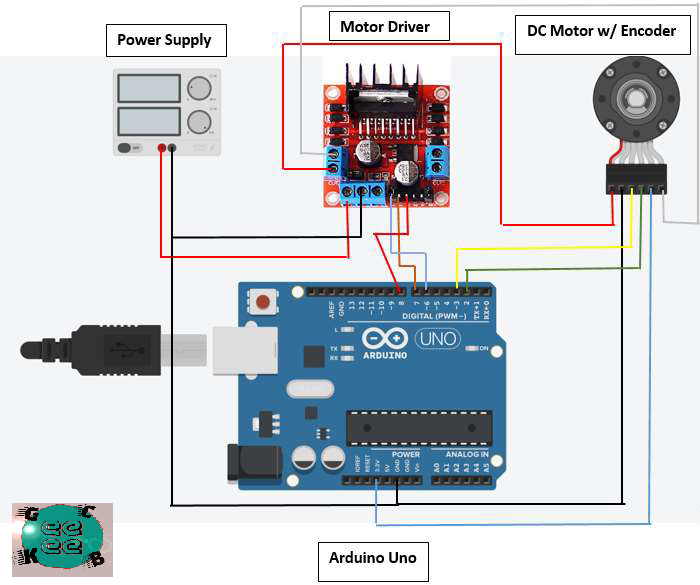 Power Supply
Motor Driver
DC Motor w/ Encoder
OFF
AREF
GND
13
12
~11
~10
~9
8
7
~6
~5
4
~3
2
TX→1
RX←0
DIGITAL (PWM~)
L
TX
RX
ARDUINO
UNO
ON
POWER
ANALOG IN
IOREF
RESET
3.3V
5V
GND
GND
Vin
A0
A1
A2
A3
A4
A5
G C
K B
Arduino Uno